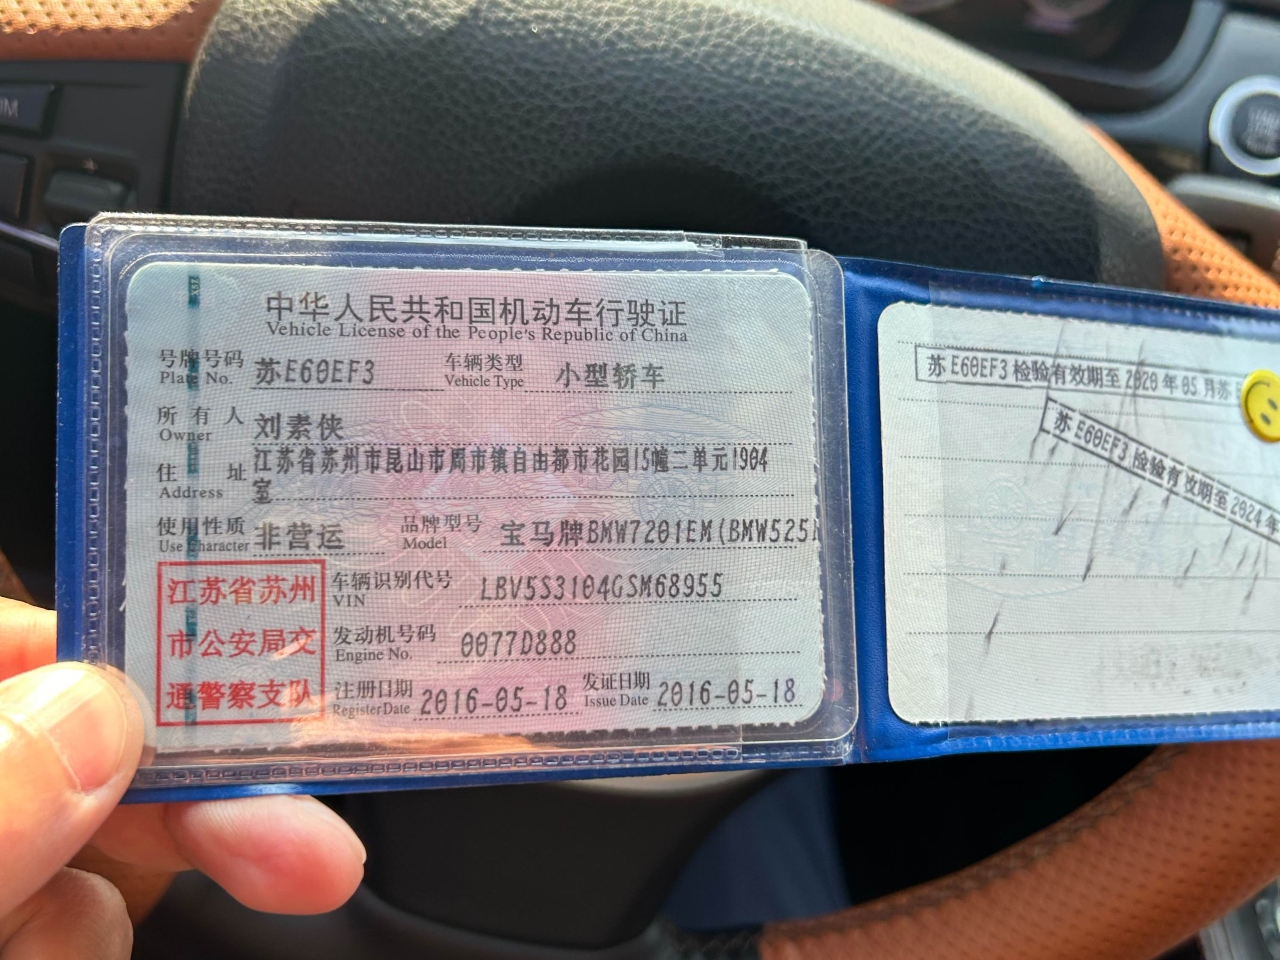 中华人民共和国机动车行驶证
Vehicle License of the People's Republic of China
号牌号码 苏E60EF3 车辆类型 小型轿车
Plate No. Vehicle Type
所有人 刘素侠
Owner
住址 江苏省苏州市昆山市周市镇自由都市花园15幢二单元1904
Address 室
使用性质 非营运 品牌型号 宝马牌BMW7201EM(BMW525
Use Character Model
江苏省苏州
市公安局交
通警察支队
车辆识别代号 LBV5S3104GSM68955
VIN
发动机号码 0077D888
Engine No.
注册日期 2016-05-18 发证日期 2016-05-18
Register Date Issue Date
苏E60EF3检验有效期至2020年05月苏
苏E60EF3检验有效期至2024年